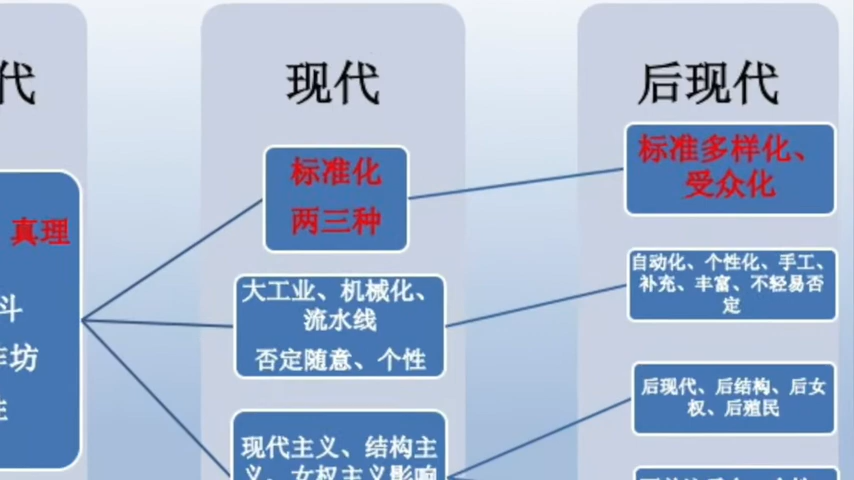 代
真理
斗
作坊
性
现代
标准化
两三种
大工业、机械化、
流水线
否定随意、个性
现代主义、结构主
义、女权主义影响
后现代
标准多样化、
受众化
自动化、个性化、手工、
补充、丰富、不轻易否
定
后现代、后结构、后女
权、后殖民